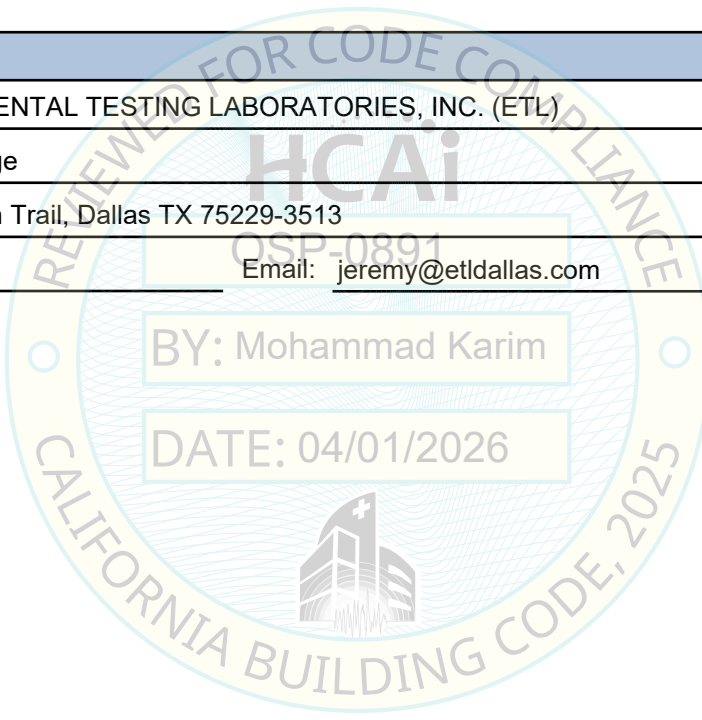 ENTAL TESTING LABORATORIES, INC. (ETL)
ge
Trail, Dallas TX 75229-3513
Email: jeremy@etldallas.com
REVIEWED FOR CODE COMPLIANCE
HCAi
OSP-0891
BY: Mohammad Karim
DATE: 04/01/2026
CALIFORNIA BUILDING CODE, 2025